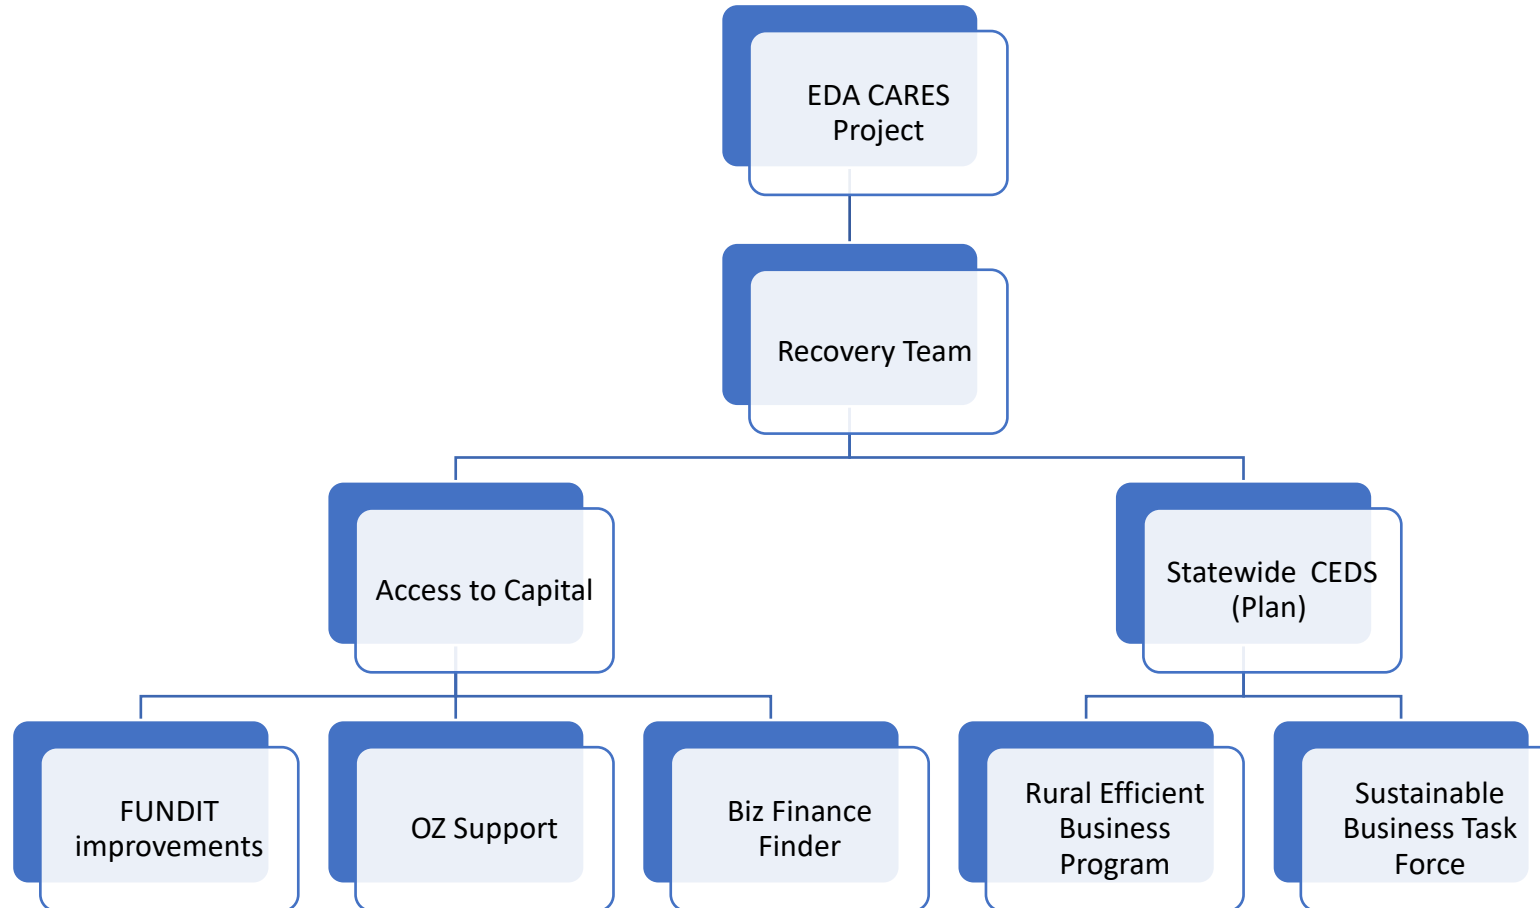 EDA CARES
Project
Recovery Team
Access to Capital
Statewide  CEDS
(Plan)
FUNDIT
improvements
OZ Support
Biz Finance
Finder
Rural Efficient
Business
Program
Sustainable
Business Task
Force